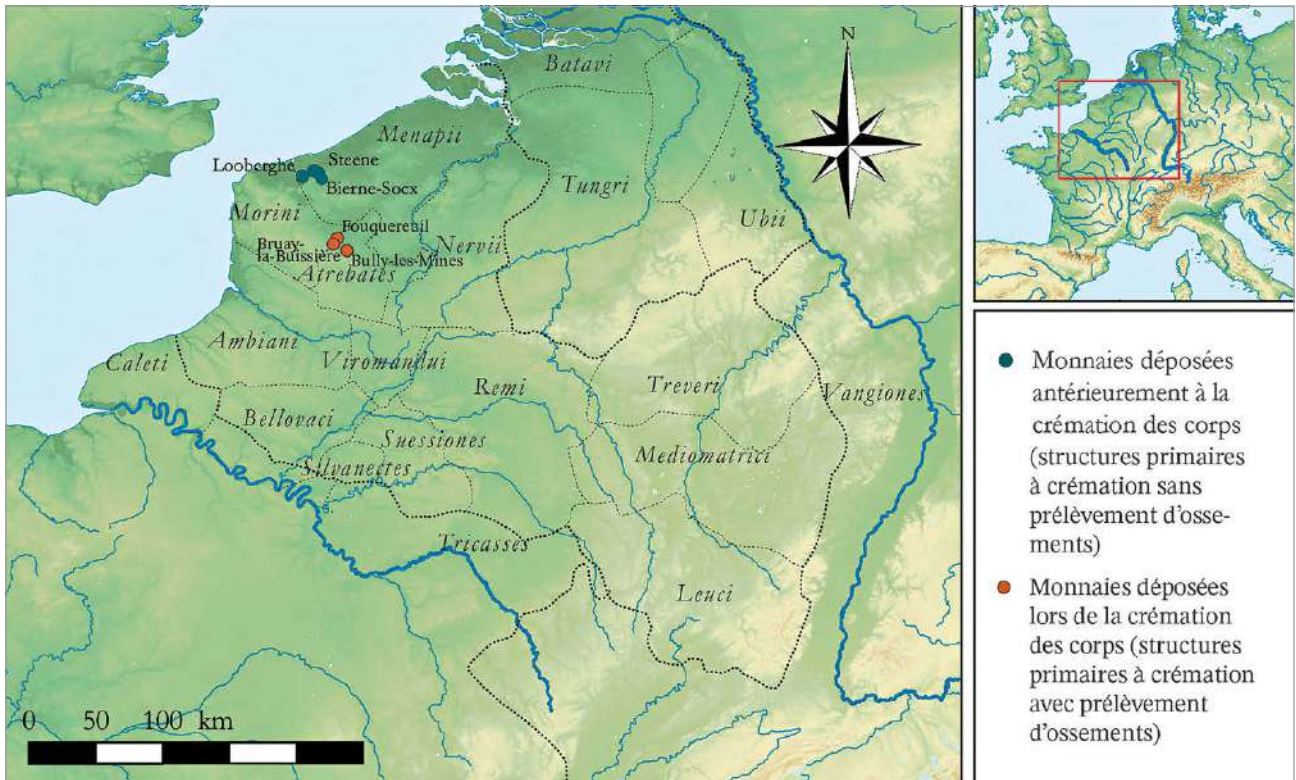 N
Batavi
Menapii
Looberghe
Steene
Bierne-Socx
Tungri
Ubii
Morini
Fouquereuil
Bruay-
la-Buissière
Nervii
Bully-les-Mines
Atrebates
Ambiani
Viromandui
Caleti
Remi
Treveri
Vangiones
Bellovaci
Suessiones
Silvanectes
Mediomatrici
Tricasses
Leuci
0 50 100 km
Monnaies déposées
antérieurement à la
crémation des corps
(structures primaires
à crémation sans
prélèvement d'osse-
ments)
Monnaies déposées
lors de la crémation
des corps (structures
primaires à crémation
avec prélèvement
d'ossements)